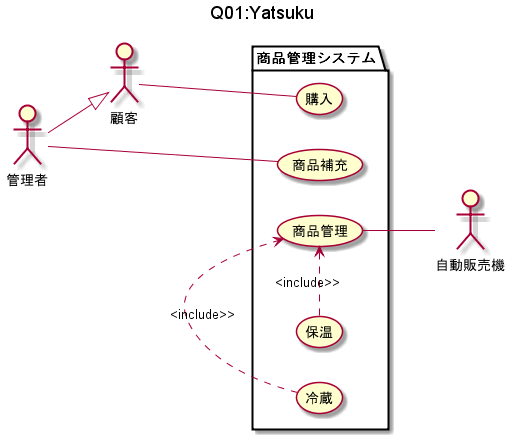 Q01:Yatsuku
商品管理システム
顧客
購入
管理者
商品補充
商品管理
自動販売機
<include>>
<include>>
保温
冷蔵